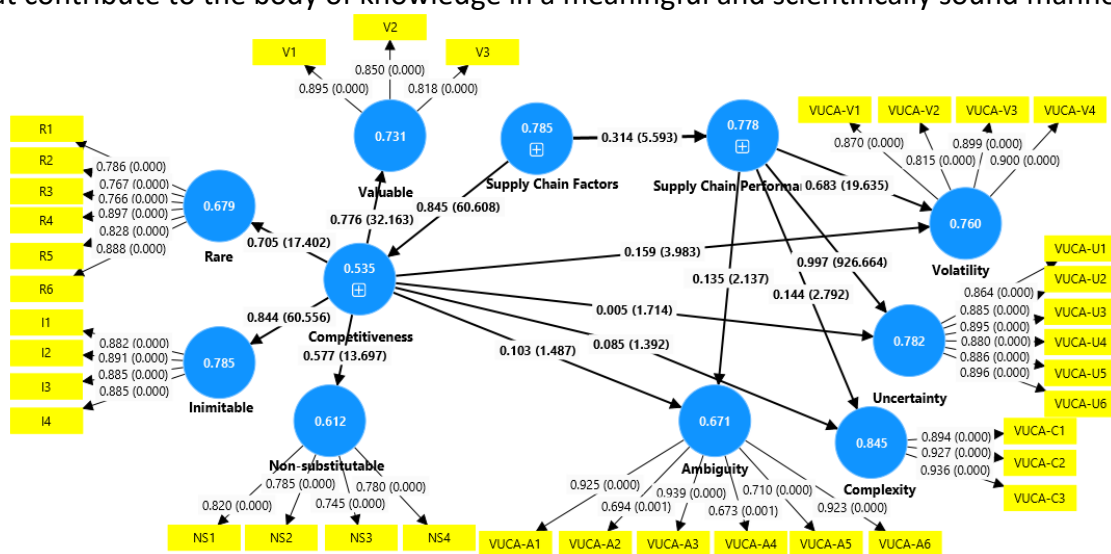 at contribute to the body of knowledge in a meaningful and scientifically sound manne
V1
V2
V3
0.895 (0.000)
0.850 (0.000)
0.818 (0.000)
0.731
Valuable
R1
R2
R3
R4
R5
R6
0.786 (0.000)
0.767 (0.000)
0.766 (0.000)
0.897 (0.000)
0.828 (0.000)
0.888 (0.000)
0.679
Rare
0.785
Supply Chain Factors
0.314 (5.593)
0.778
Supply Chain Performa
VUCA-V1
VUCA-V2
VUCA-V3
VUCA-V4
0.870 (0.000)
0.815 (0.000)
0.899 (0.000)
0.900 (0.000)
0.683 (19.635)
0.760
Volatility
0.776 (32.163)
0.845 (60.608)
0.705 (17.402)
0.535
Competitiveness
0.159 (3.983)
0.135 (2.137)
0.997 (926.664)
0.144 (2.792)
0.005 (1.714)
0.085 (1.392)
0.103 (1.487)
0.844 (60.556)
0.577 (13.697)
I1
I2
I3
I4
0.882 (0.000)
0.891 (0.000)
0.885 (0.000)
0.885 (0.000)
0.785
Inimitable
0.612
Non-substitutable
0.820 (0.000)
0.785 (0.000)
0.745 (0.000)
0.780 (0.000)
NS1
NS2
NS3
NS4
0.671
Ambiguity
0.925 (0.000)
0.694 (0.001)
0.939 (0.000)
0.673 (0.001)
0.710 (0.000)
0.923 (0.000)
VUCA-A1
VUCA-A2
VUCA-A3
VUCA-A4
VUCA-A5
VUCA-A6
0.782
Uncertainty
0.864 (0.000)
0.885 (0.000)
0.895 (0.000)
0.880 (0.000)
0.886 (0.000)
0.896 (0.000)
VUCA-U1
VUCA-U2
VUCA-U3
VUCA-U4
VUCA-U5
VUCA-U6
0.845
Complexity
0.894 (0.000)
0.927 (0.000)
0.936 (0.000)
VUCA-C1
VUCA-C2
VUCA-C3